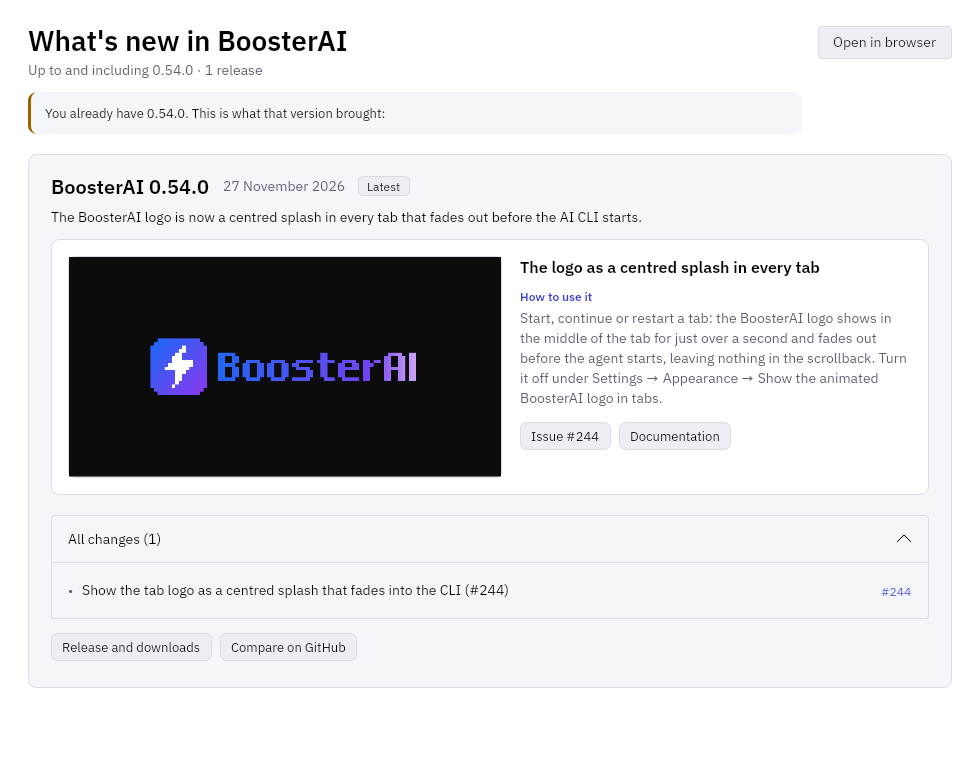 What's new in BoosterAI
Open in browser
Up to and including 0.54.0 · 1 release
You already have 0.54.0. This is what that version brought:
BoosterAI 0.54.0 27 November 2026 Latest
The BoosterAI logo is now a centred splash in every tab that fades out before the AI CLI starts.
BoosterAI
The logo as a centred splash in every tab
How to use it
Start, continue or restart a tab: the BoosterAI logo shows in
the middle of the tab for just over a second and fades out
before the agent starts, leaving nothing in the scrollback. Turn
it off under Settings → Appearance → Show the animated
BoosterAI logo in tabs.
Issue #244 Documentation
All changes (1)
• Show the tab logo as a centred splash that fades into the CLI (#244) #244
Release and downloads Compare on GitHub